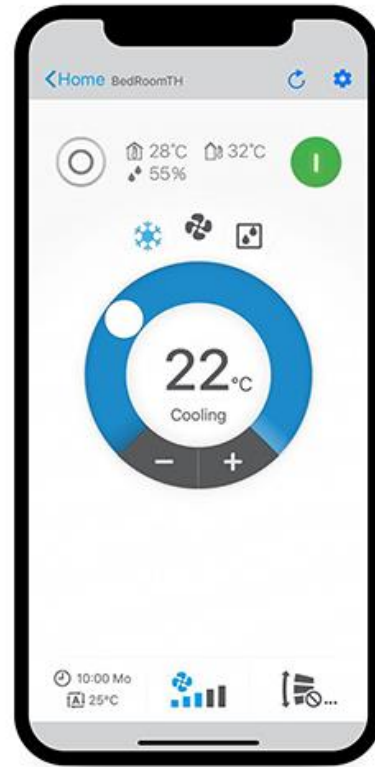 Home BedRoomTH
28°C 32°C
55%
22°C
Cooling
10:00 Mo
A 25°C
...